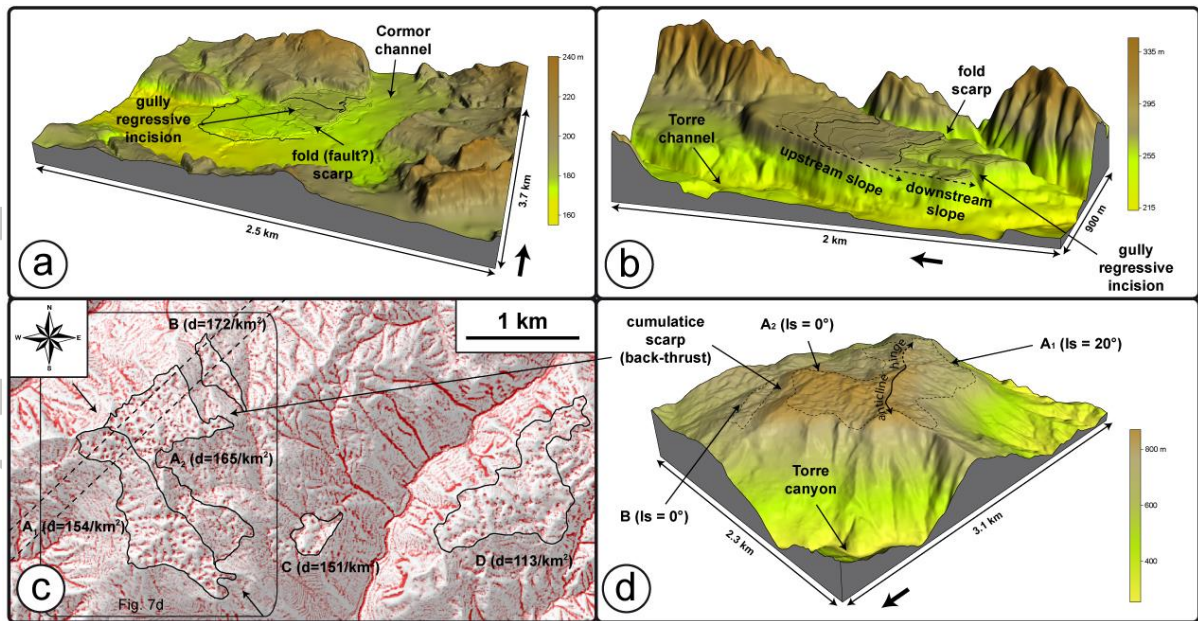 Cormor
channel
gully
regressive
incision
fold (fault?)
scarp
240 m
220
200
180
160
2.5 km
3.7 km
a
335 m
295
255
215
fold
scarp
Torre
channel
upstream slope
downstream
slope
900 m
2 km
gully
regressive
incision
b
N
W
E
S
1 km
B (d=172/km²)
A₂ (d=165/km²)
A₁ (d=154/km²)
C (d=151/km²
D (d=113/km²)
Fig. 7d
c
cumulatice
scarp
(back-thrust)
A₂ (Is = 0°)
A₁ (Is = 20°)
anticline hinge
B (Is = 0°)
Torre
canyon
800 m
600
400
2.3 km
3.1 km
d